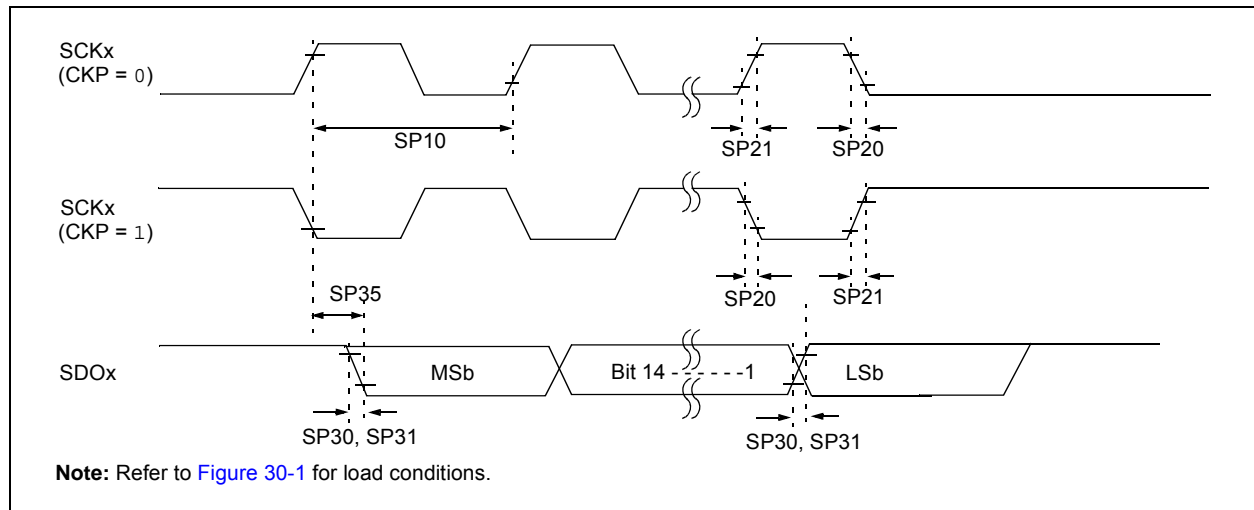 SCKx
(CKP = 0)
SP10
SP21
SP20
SCKx
(CKP = 1)
SP35
SP20
SP21
SDOx
MSb
Bit 14 - - - - - -1
LSb
SP30, SP31
SP30, SP31
Note: Refer to Figure 30-1 for load conditions.